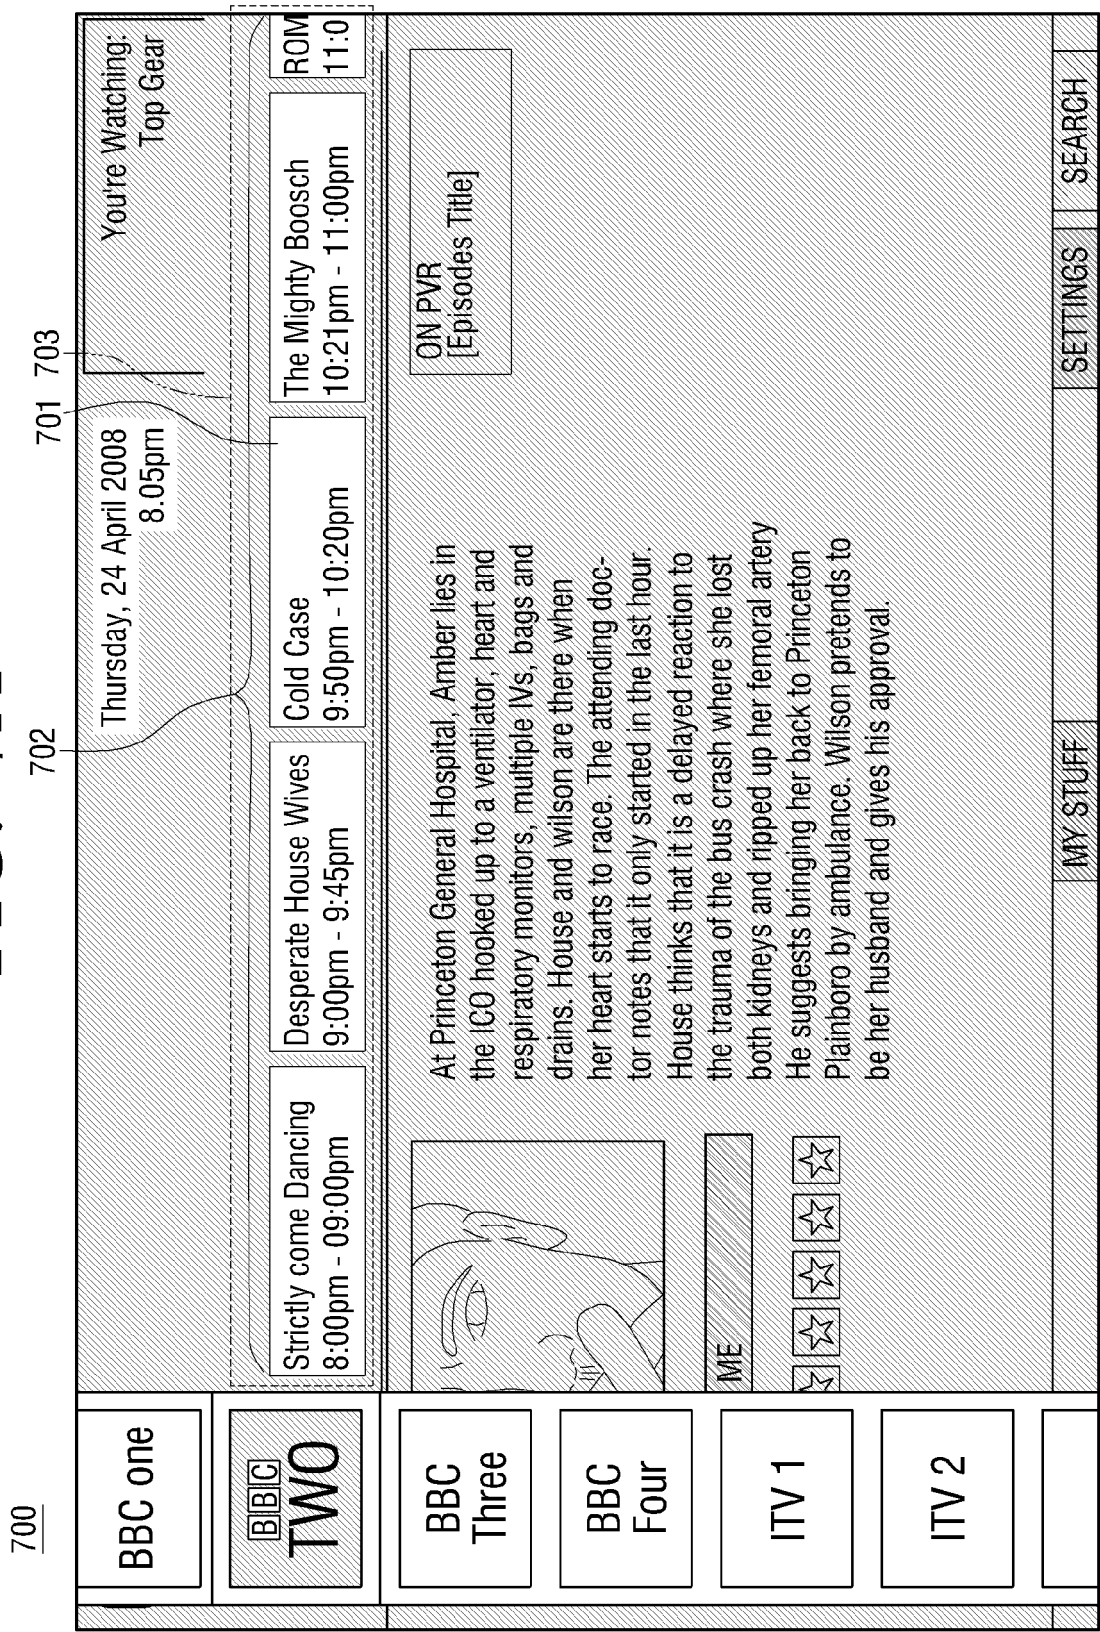 700
702
701
703
Thursday, 24 April 2008
8.05pm
You're Watching:
Top Gear
BBC one
BBC
TWO
BBC
Three
BBC
Four
ITV 1
ITV 2
Strictly come Dancing
8:00pm - 09:00pm
Desperate House Wives
9:00pm - 9:45pm
Cold Case
9:50pm - 10:20pm
The Mighty Boosch
10:21pm - 11:00pm
ROM
11:0
ME
At Princeton General Hospital, Amber lies in
the ICO hooked up to a ventilator, heart and
respiratory monitors, multiple IVs, bags and
drains. House and wilson are there when
her heart starts to race. The attending doc-
tor notes that it only started in the last hour.
House thinks that it is a delayed reaction to
the trauma of the bus crash where she lost
both kidneys and ripped up her femoral artery
He suggests bringing her back to Princeton
Plainboro by ambulance. Wilson pretends to
be her husband and gives his approval.
ON PVR
[Episodes Title]
MY STUFF
SETTINGS
SEARCH